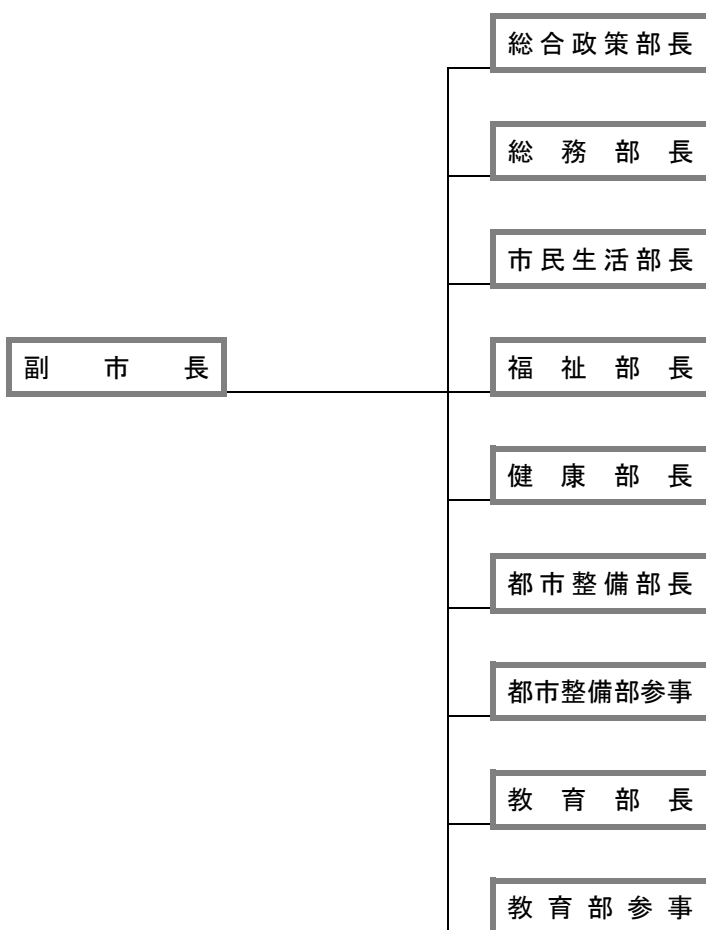 総合政策部長
総務部長
市民生活部長
副市長
福祉部長
健康部長
都市整備部長
都市整備部参事
教育部長
教育部参事